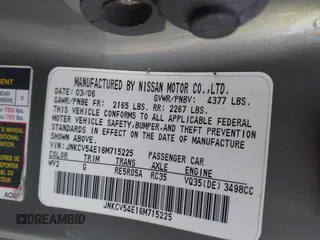 MANUFACTURED BY NISSAN MOTOR CO.,LTD.
DATE 03/06 GVWR/PNBV: 4377 LBS.
GAWR/PNBE FR: 2165 LBS. RR: 2267 LBS.
THIS VEHICLE CONFORMS TO ALL APPLICABLE FEDERAL
MOTOR VEHICLE SAFETY, BUMPER, AND THEFT PREVENTION
STANDARDS IN EFFECT ON THE DATE OF MANUFACTURE
SHOWN ABOVE.
VIN: JNKCV54E16M715225 PASSENGER CAR
COLOR TRIM TRANS AXLE ENGINE
WV2 G RE5R05A RC35 VQ35(DE) 3498CC
JNKCV54E16M715225
EMENT
2
DREAMBID